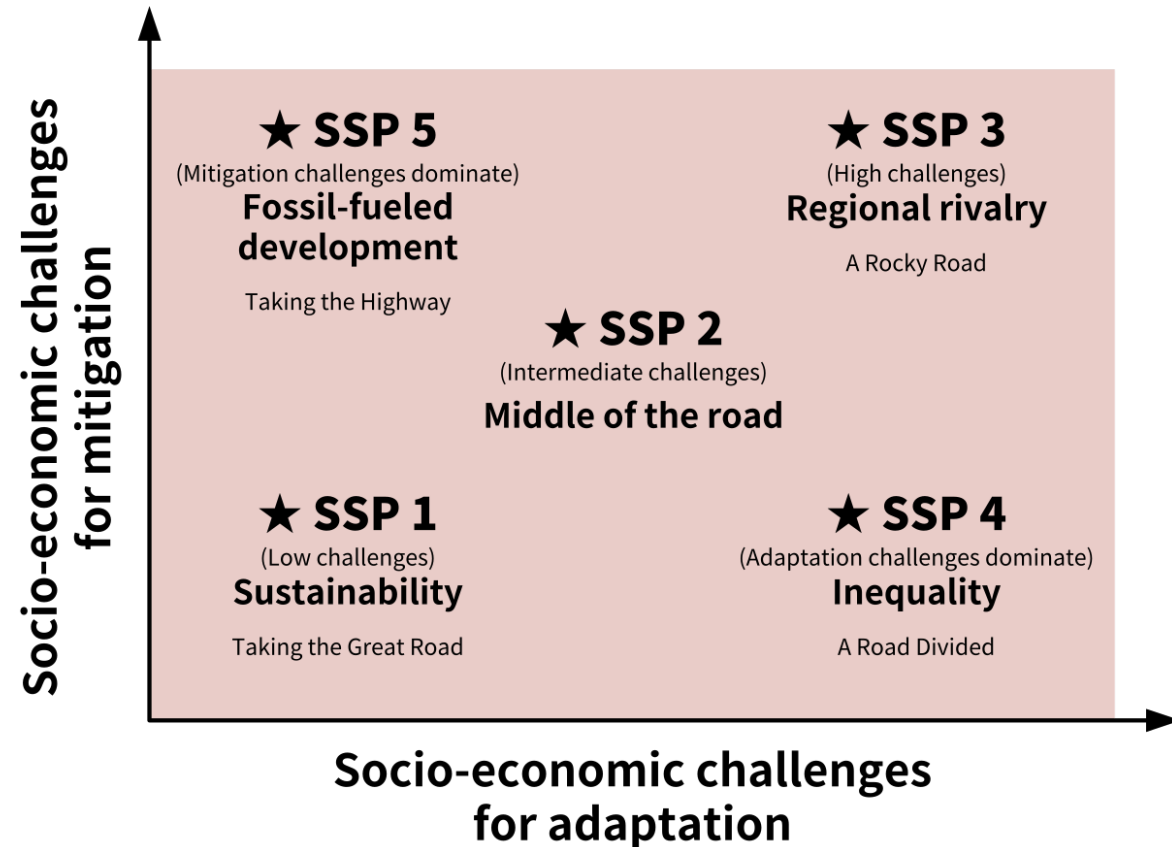 Socio-economic challenges
for mitigation
★ SSP 5
(Mitigation challenges dominate)
Fossil-fueled
development
Taking the Highway
★ SSP 3
(High challenges)
Regional rivalry
A Rocky Road
★ SSP 2
(Intermediate challenges)
Middle of the road
★ SSP 1
(Low challenges)
Sustainability
Taking the Great Road
★ SSP 4
(Adaptation challenges dominate)
Inequality
A Road Divided
Socio-economic challenges
for adaptation